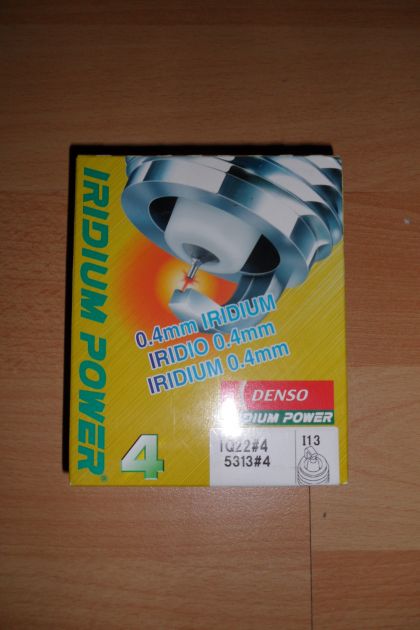 IRIDIUM POWER®
0.4mm IRIDIUM
IRIDIO 0.4mm
IRIDIUM 0.4mm
DENSO
IRIDIUM POWER
4
IQ22#4
5313#4
I13